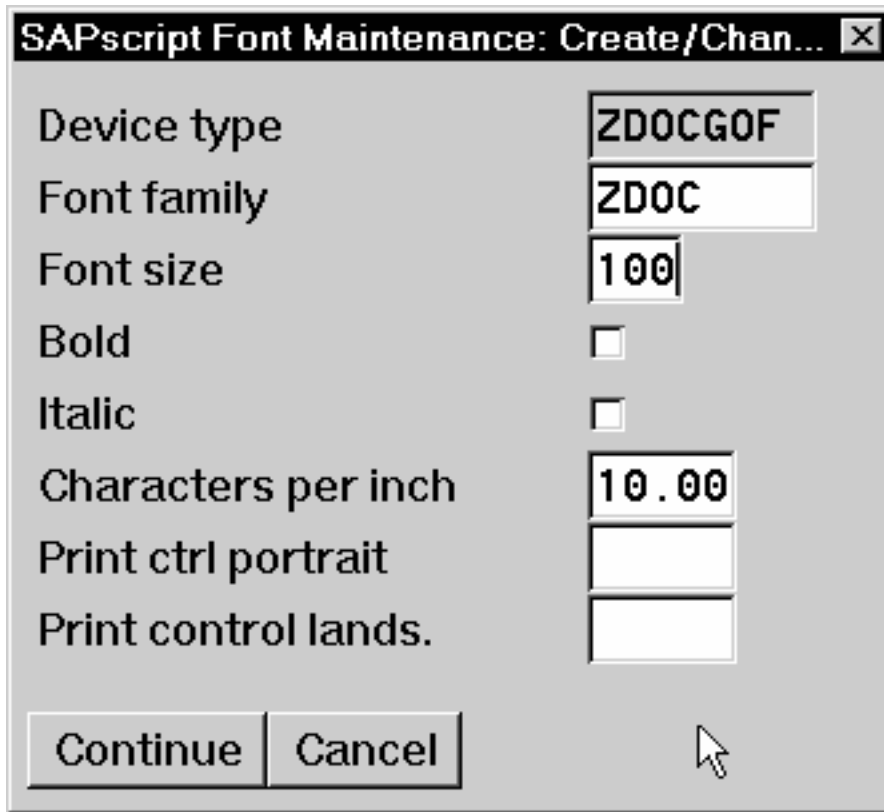 SAPscript Font Maintenance: Create/Chan...
Device type ZDOCGOF
Font family ZDOC
Font size 100
Bold
Italic
Characters per inch 10.00
Print ctrl portrait
Print control lands.
Continue Cancel